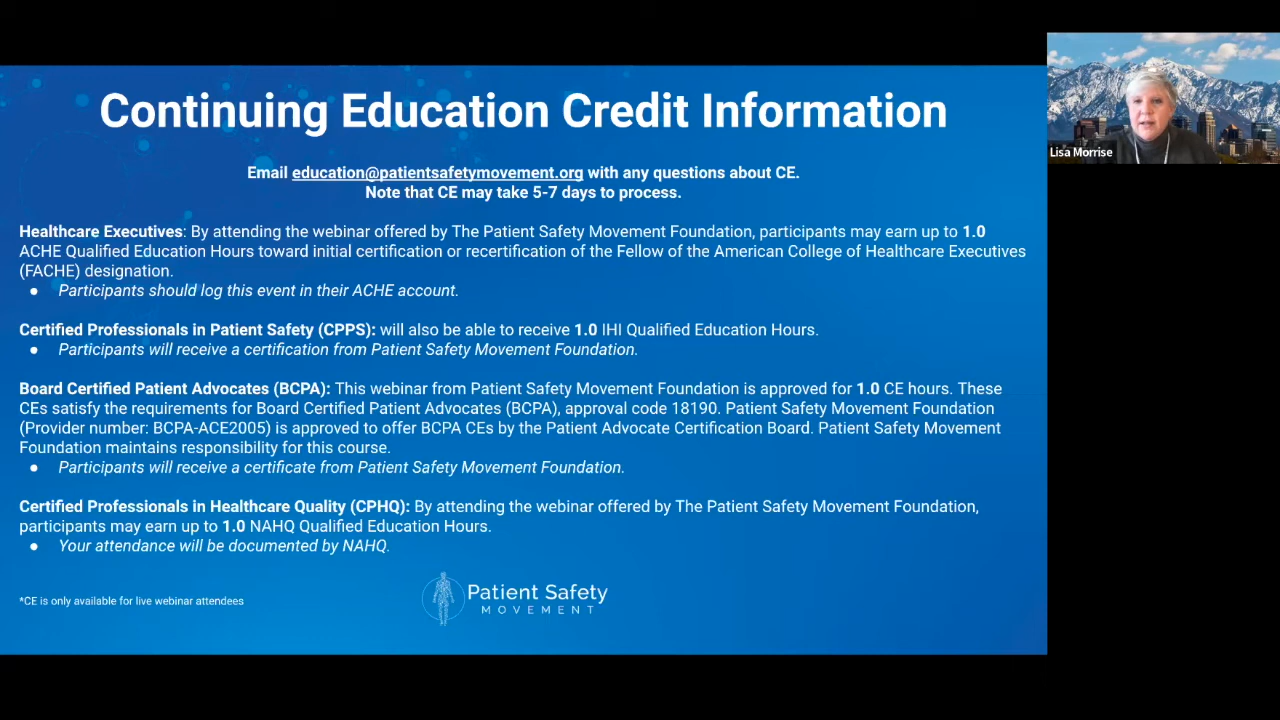 Continuing Education Credit Information
Email education@patientsafetymovement.org with any questions about CE.
Note that CE may take 5-7 days to process.
Healthcare Executives: By attending the webinar offered by The Patient Safety Movement Foundation, participants may earn up to 1.0
ACHE Qualified Education Hours toward initial certification or recertification of the Fellow of the American College of Healthcare Executives
(FACHE) designation.
● Participants should log this event in their ACHE account.
Certified Professionals in Patient Safety (CPPS): will also be able to receive 1.0 IHI Qualified Education Hours.
● Participants will receive a certification from Patient Safety Movement Foundation.
Board Certified Patient Advocates (BCPA): This webinar from Patient Safety Movement Foundation is approved for 1.0 CE hours. These
CEs satisfy the requirements for Board Certified Patient Advocates (BCPA), approval code 18190. Patient Safety Movement Foundation
(Provider number: BCPA-ACE2005) is approved to offer BCPA CEs by the Patient Advocate Certification Board. Patient Safety Movement
Foundation maintains responsibility for this course.
● Participants will receive a certificate from Patient Safety Movement Foundation.
Certified Professionals in Healthcare Quality (CPHQ): By attending the webinar offered by The Patient Safety Movement Foundation,
participants may earn up to 1.0 NAHQ Qualified Education Hours.
● Your attendance will be documented by NAHQ.
*CE is only available for live webinar attendees
Patient Safety
MOVEMENT
Lisa Morrise